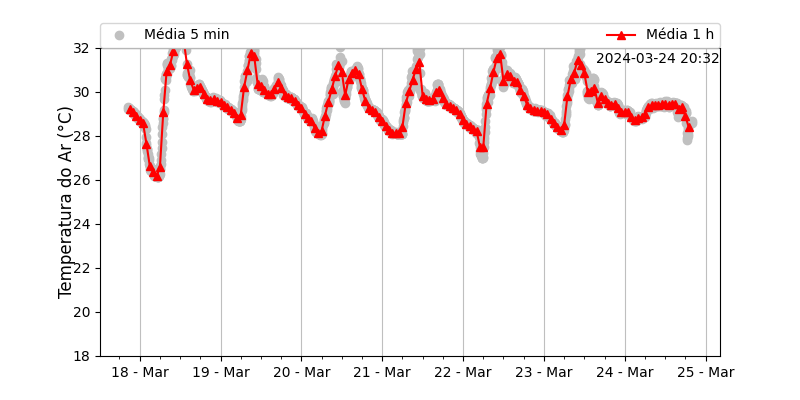 Média 5 min
Média 1 h
2024-03-24 20:32
Temperatura do Ar (°C)
32
30
28
26
24
22
20
18
18 - Mar
19 - Mar
20 - Mar
21 - Mar
22 - Mar
23 - Mar
24 - Mar
25 - Mar